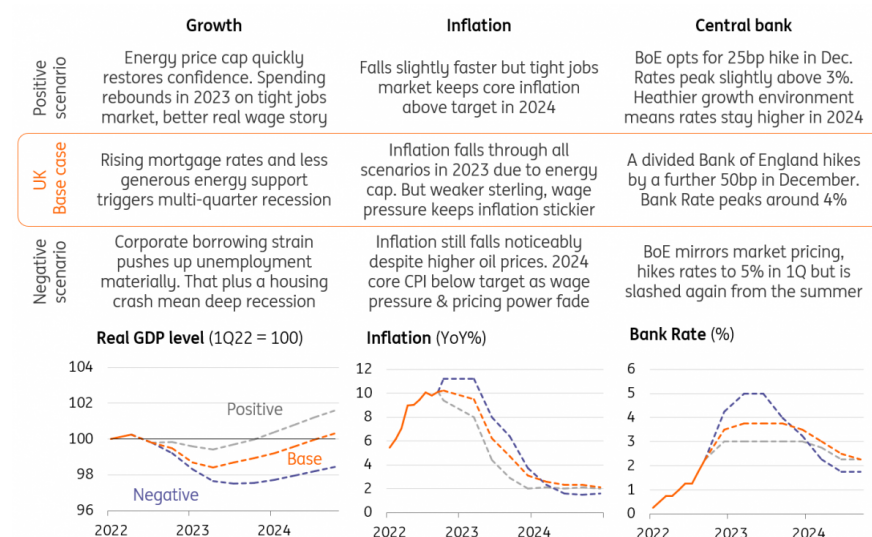 Growth
Inflation
Central bank
Positive
scenario
Energy price cap quickly
restores confidence. Spending
rebounds in 2023 on tight jobs
market, better real wage story
Falls slightly faster but tight jobs
market keeps core inflation
above target in 2024
BoE opts for 25bp hike in Dec.
Rates peak slightly above 3%.
Heathier growth environment
means rates stay higher in 2024
UK
Base case
Rising mortgage rates and less
generous energy support
triggers multi-quarter recession
Inflation falls through all
scenarios in 2023 due to energy
cap. But weaker sterling, wage
pressure keeps inflation stickier
A divided Bank of England hikes
by a further 50bp in December.
Bank Rate peaks around 4%
Negative
scenario
Corporate borrowing strain
pushes up unemployment
materially. That plus a housing
crash mean deep recession
Inflation still falls noticeably
despite higher oil prices. 2024
core CPI below target as wage
pressure & pricing power fade
BoE mirrors market pricing,
hikes rates to 5% in 1Q but is
slashed again from the summer
Real GDP level (1Q22 = 100)
104
102
100
98
96
Positive
Base
Negative
2022 2023 2024
Inflation (YoY%)
12
10
8
6
4
2
0
2022 2023 2024
Bank Rate (%)
6
5
4
3
2
1
0
2022 2023 2024